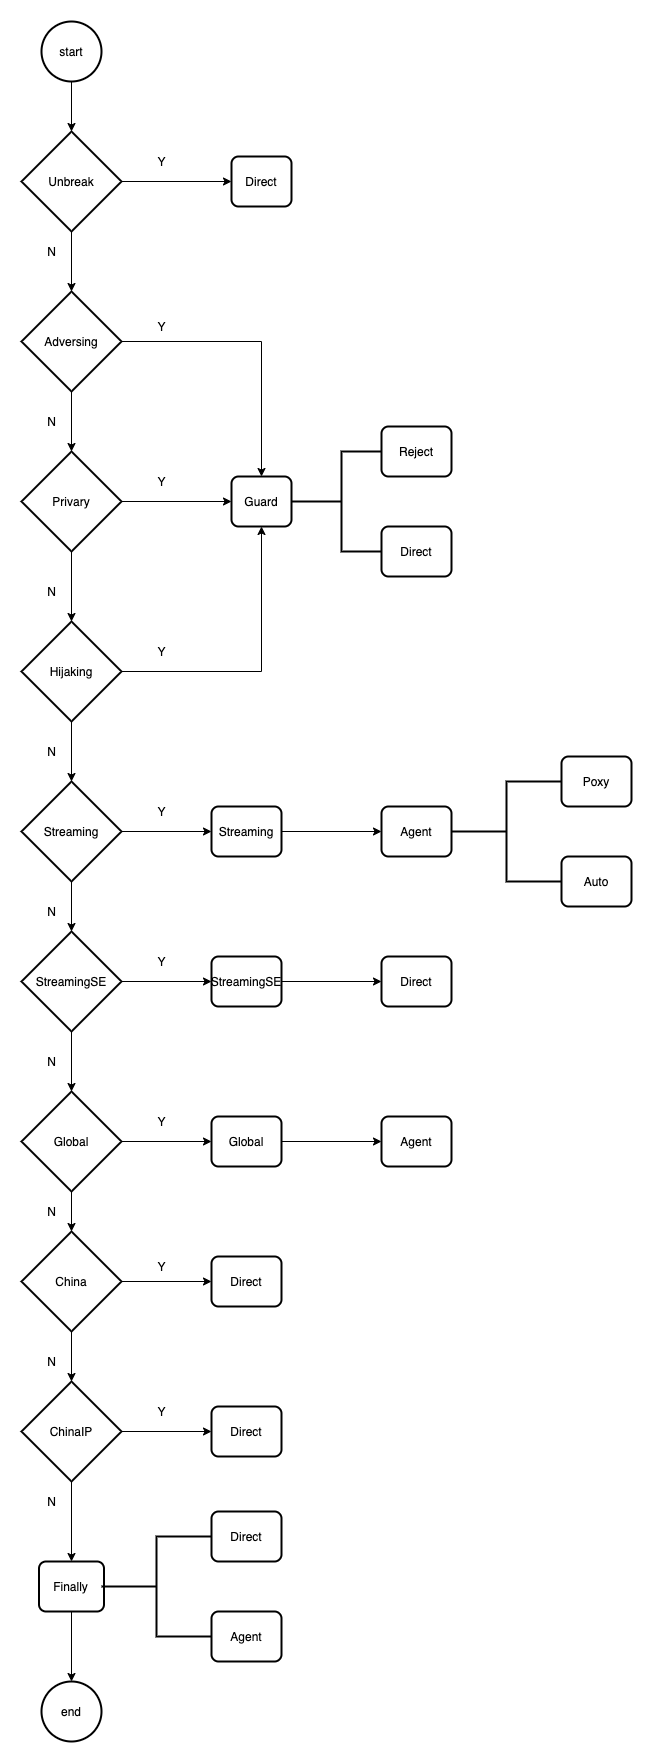 start
Y
Unbreak
Direct
N
Y
Adversing
N
Reject
Y
Privary
Guard
Direct
N
Y
Hijaking
N
Poxy
Y
Streaming
Streaming
Agent
Auto
N
Y
StreamingSE
StreamingSE
Direct
N
Y
Global
Global
Agent
N
Y
China
Direct
N
Y
ChinaIP
Direct
N
Direct
Finally
Agent
end